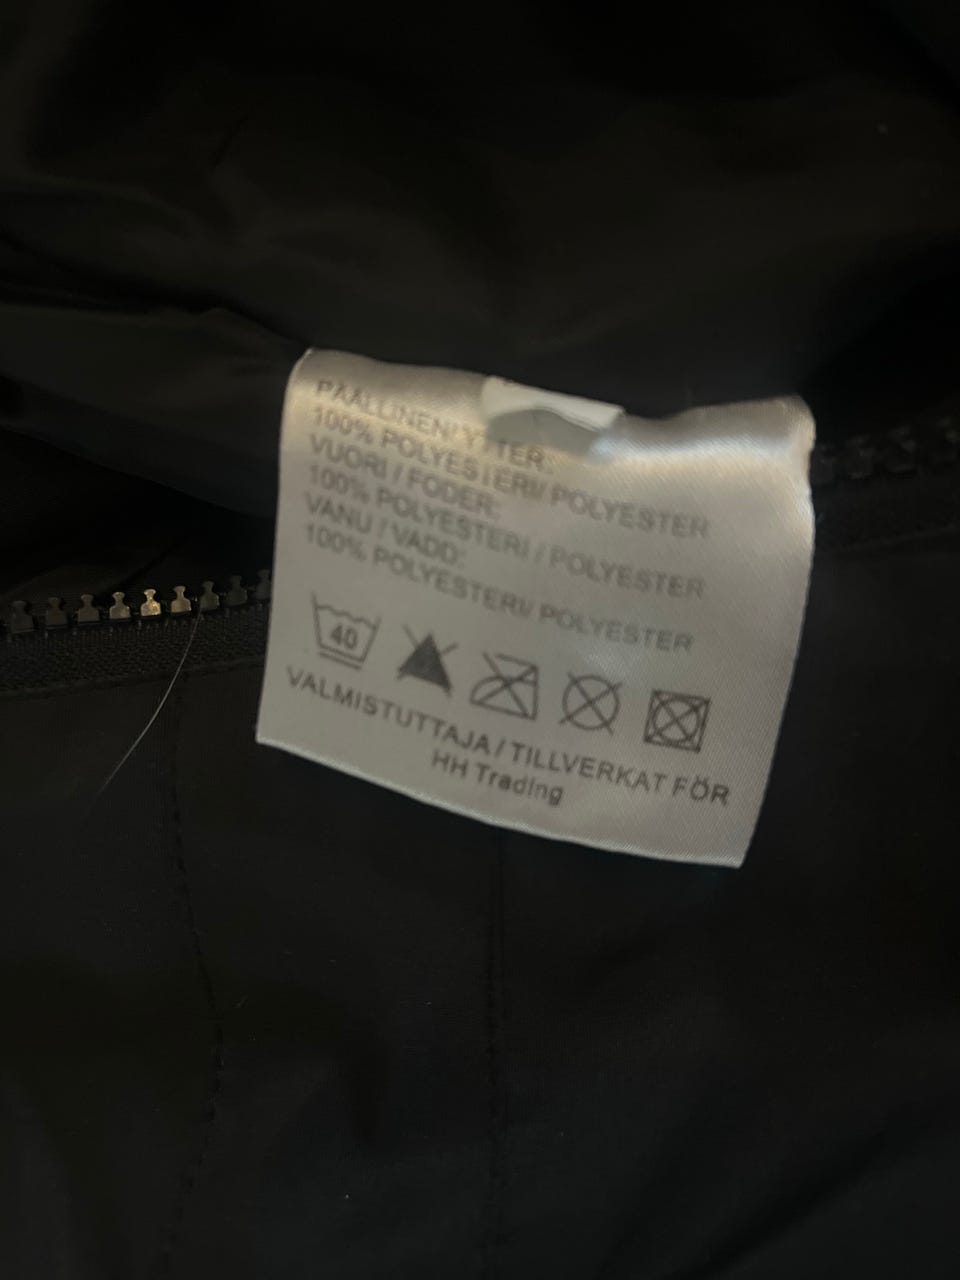 PÄÄLLINEN/YTTER:
100% POLYESTERI/ POLYESTER
VUORI / FODER:
100% POLYESTERI / POLYESTER
VANU / VADD:
100% POLYESTERI/ POLYESTER
40
VALMISTUTTAJA / TILLVERKAT FÖR
HH Trading